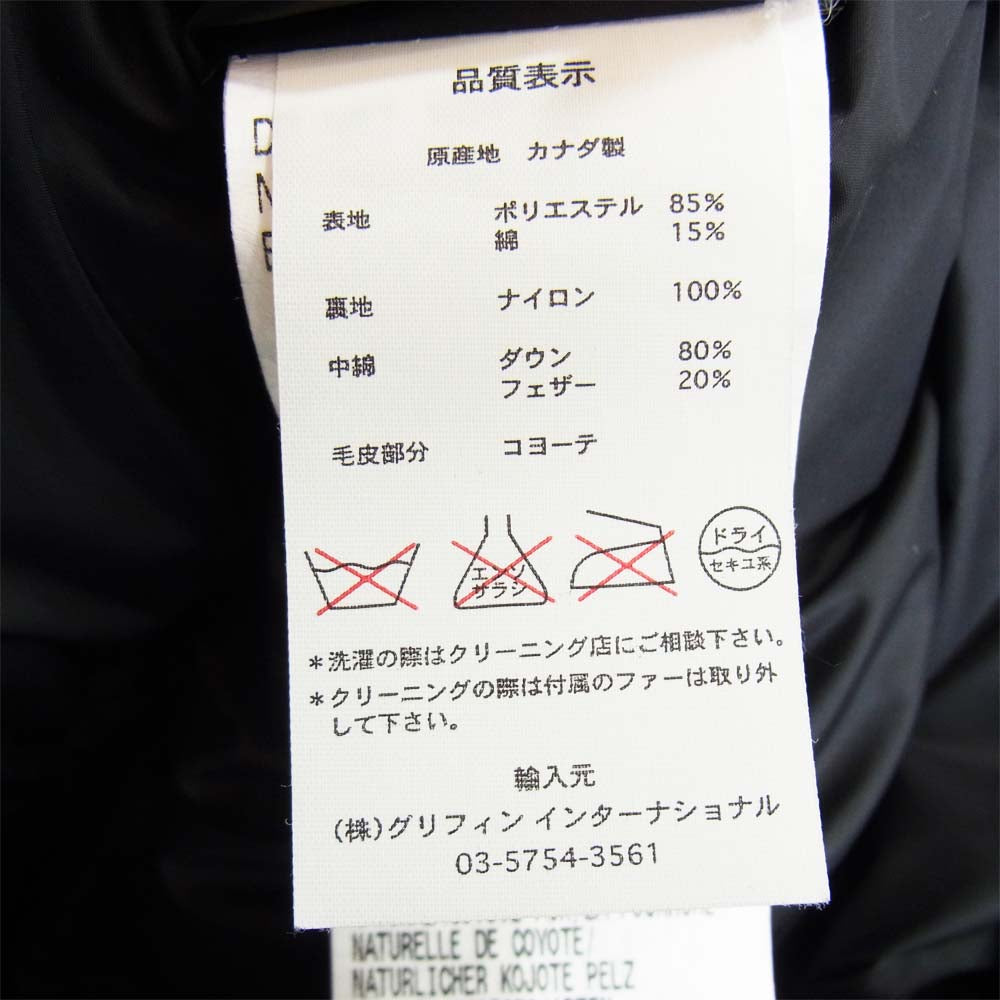 品質表示
原産地 カナダ製
表地 ポリエステル 85%
綿 15%
裏地 ナイロン 100%
中綿 ダウン 80%
フェザー 20%
毛皮部分 コヨーテ
エンソ
サラシ
ドライ
セキユ系
*洗濯の際はクリーニング店にご相談下さい。
*クリーニングの際は付属のファーは取り外
して下さい。
輸入元
(株)グリフィン インターナショナル
03-5754-3561
NATURELLE DE COYOTE/
NATURLICHER KOJOTE PELZ